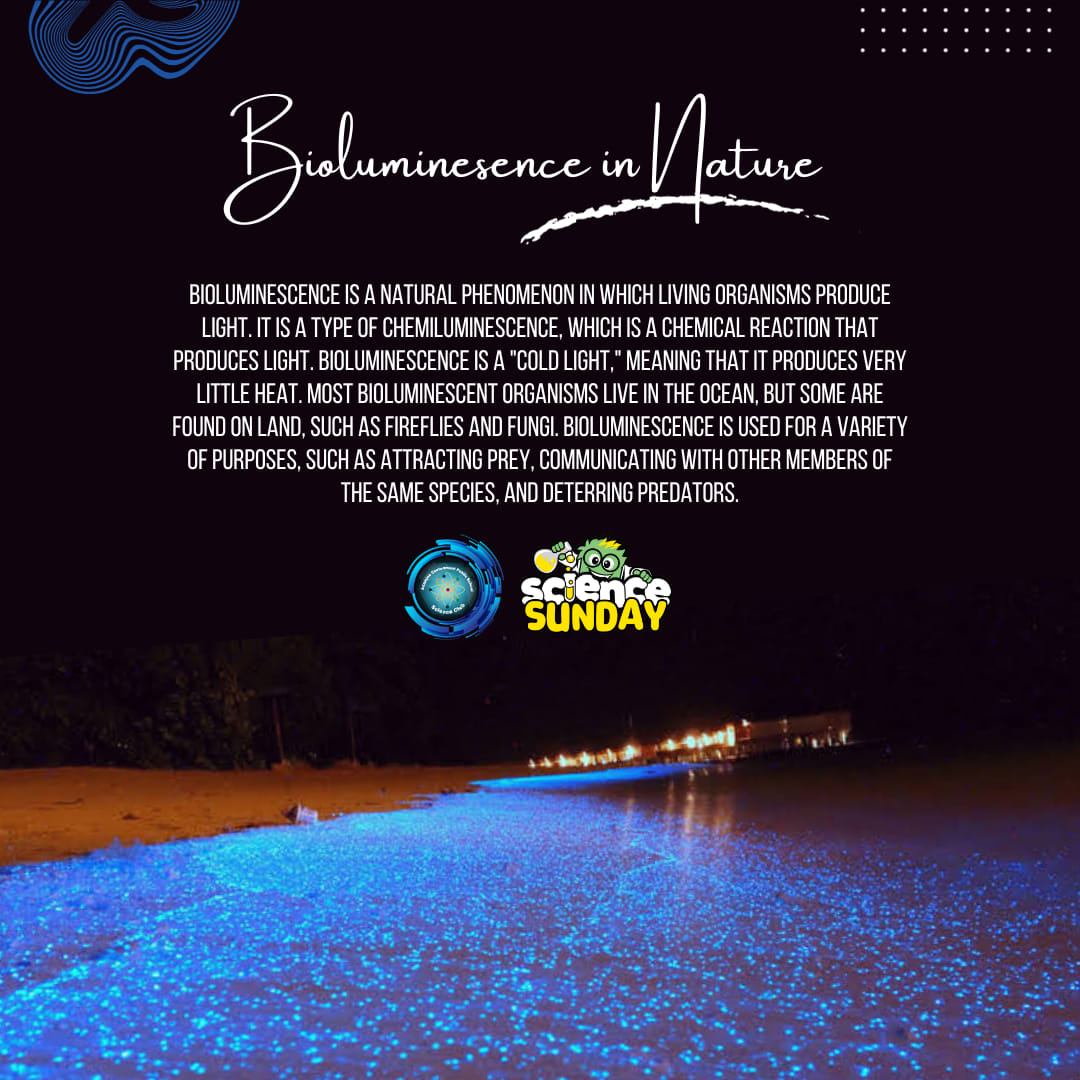 Bioluminesence in Nature
BIOLUMINESCENCE IS A NATURAL PHENOMENON IN WHICH LIVING ORGANISMS PRODUCE
LIGHT. IT IS A TYPE OF CHEMILUMINESCENCE, WHICH IS A CHEMICAL REACTION THAT
PRODUCES LIGHT. BIOLUMINESCENCE IS A "COLD LIGHT," MEANING THAT IT PRODUCES VERY
LITTLE HEAT. MOST BIOLUMINESCENT ORGANISMS LIVE IN THE OCEAN, BUT SOME ARE
FOUND ON LAND, SUCH AS FIREFLIES AND FUNGI. BIOLUMINESCENCE IS USED FOR A VARIETY
OF PURPOSES, SUCH AS ATTRACTING PREY, COMMUNICATING WITH OTHER MEMBERS OF
THE SAME SPECIES, AND DETERRING PREDATORS.
Science Club
science
SUNDAY